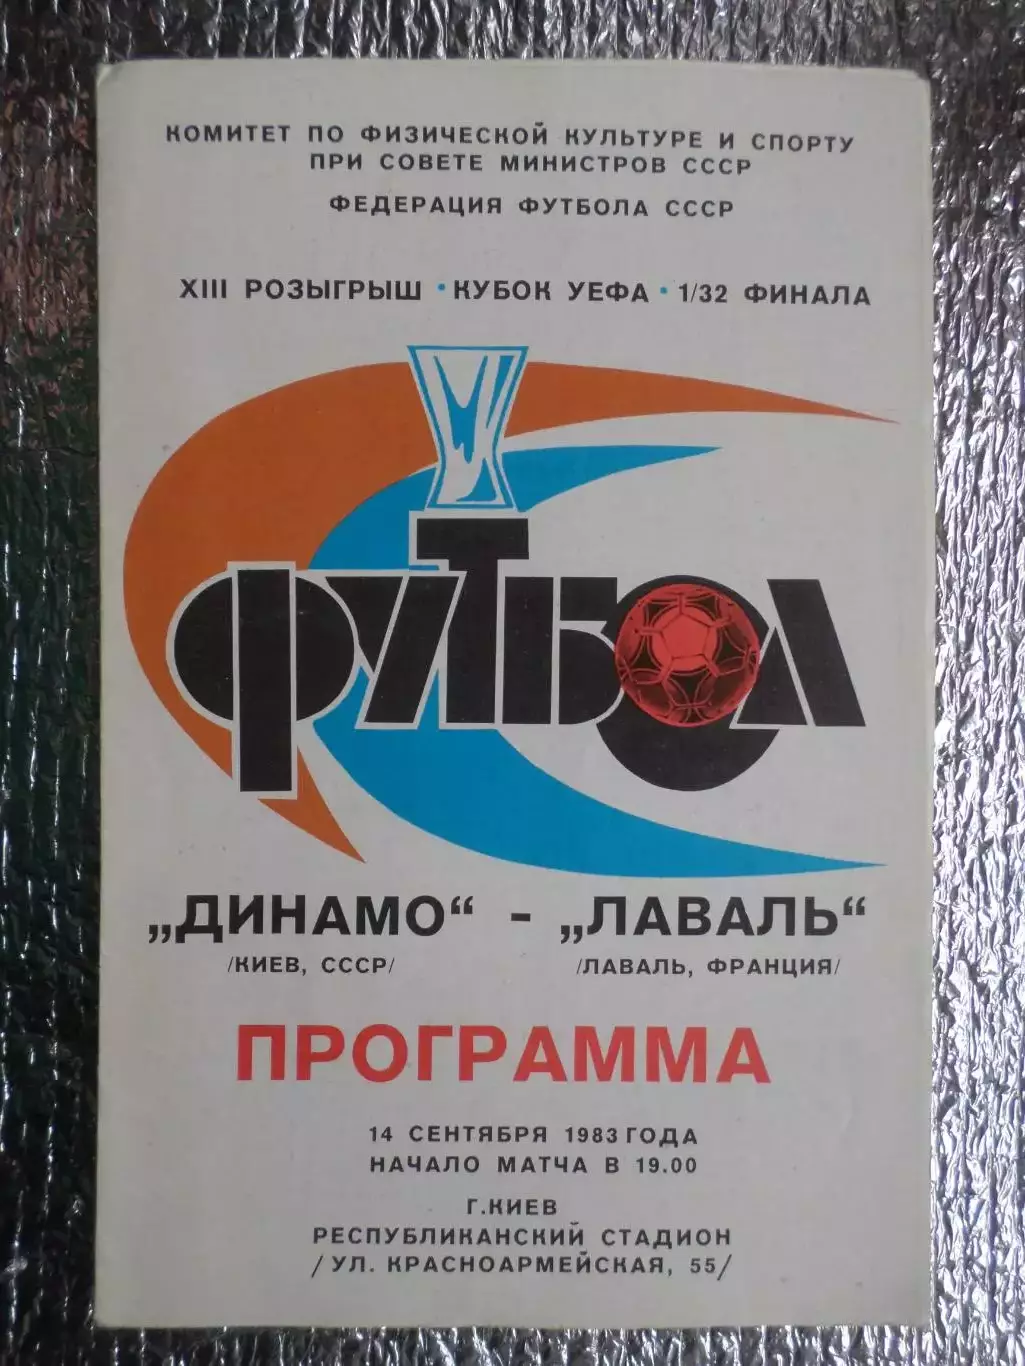 КОМИТЕТ ПО ФИЗИЧЕСКОЙ КУЛЬТУРЕ И СПОРТУ
ПРИ СОВЕТЕ МИНИСТРОВ СССР
ФЕДЕРАЦИЯ ФУТБОЛА СССР
XIII РОЗЫГРЫШ • КУБОК УЕФА • 1/32 ФИНАЛА
ФУТБОЛ
„ДИНАМО“ - „ЛАВАЛЬ“
/КИЕВ, СССР/ /ЛАВАЛЬ, ФРАНЦИЯ/
ПРОГРАММА
14 СЕНТЯБРЯ 1983 ГОДА
НАЧАЛО МАТЧА В 19.00
Г. КИЕВ
РЕСПУБЛИКАНСКИЙ СТАДИОН
/УЛ. КРАСНОАРМЕЙСКАЯ, 55/